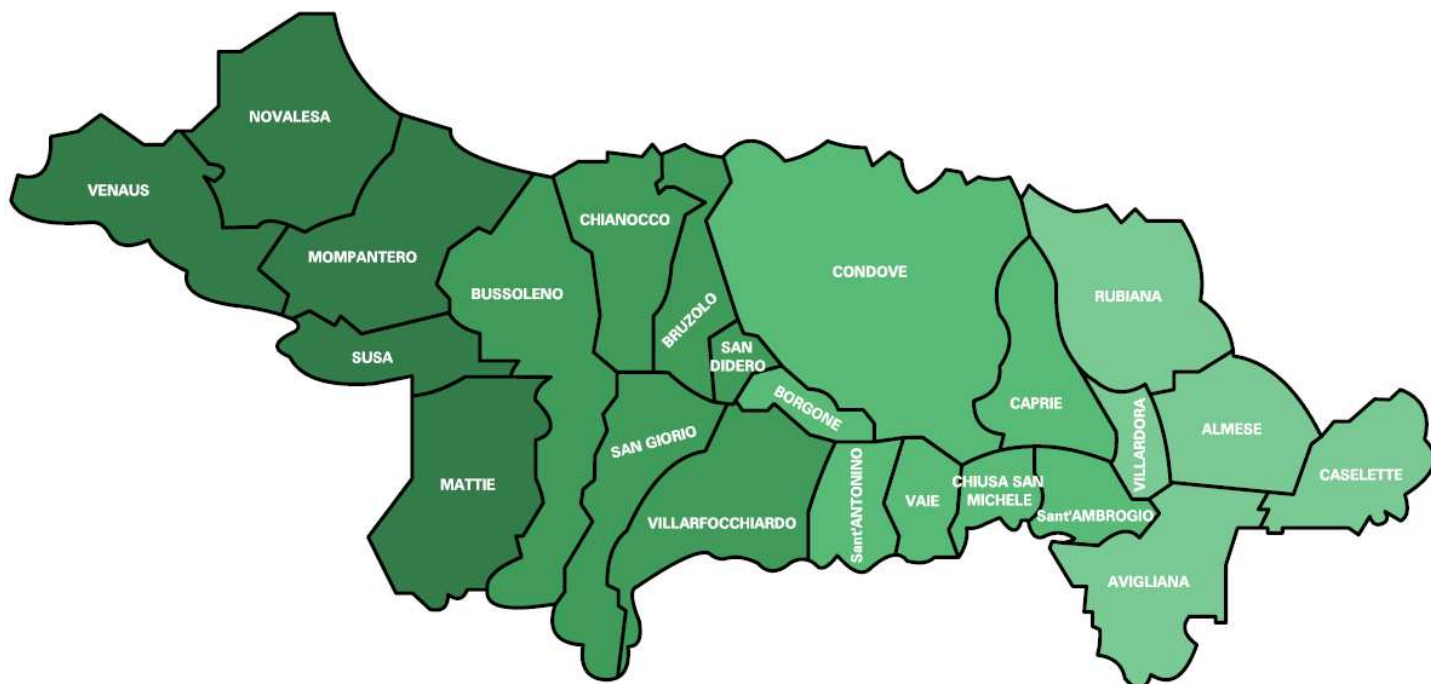 NOVALESA
VENAUS
CHIANOCCO
MOMPANTERO
CONDOVE
BUSSOLENO
RUBIANA
BRUZOLO
SUSA
SAN
DIDERO
BORGONE
CAPRIE
ALMESE
SAN GIORIO
VILLARDORA
CASELETTE
MATTIE
CHIUSA SAN
MICHELE
VAIE
Sant'ANTONINO
VILLARFOCCHIARDO
Sant'AMBROGIO
AVIGLIANA